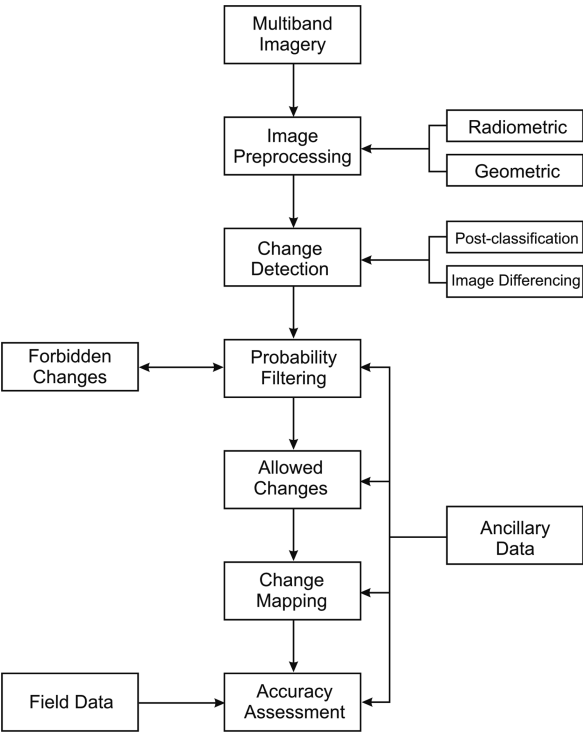 Multiband
Imagery
Image
Preprocessing
Radiometric
Geometric
Change
Detection
Post-classification
Image Differencing
Forbidden
Changes
Probability
Filtering
Allowed
Changes
Ancillary
Data
Change
Mapping
Field Data
Accuracy
Assessment